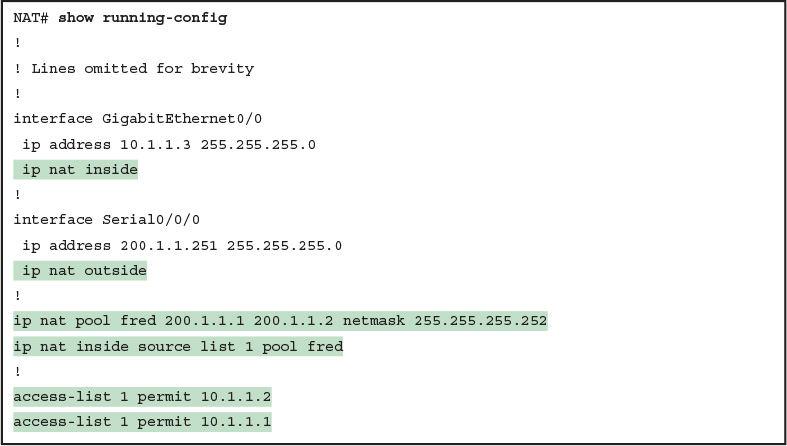 NAT# show running-config
!
! Lines omitted for brevity
!
interface GigabitEthernet0/0
 ip address 10.1.1.3 255.255.255.0
 ip nat inside
!
interface Serial0/0/0
 ip address 200.1.1.251 255.255.255.0
 ip nat outside
!
ip nat pool fred 200.1.1.1 200.1.1.2 netmask 255.255.255.252
ip nat inside source list 1 pool fred
!
access-list 1 permit 10.1.1.2
access-list 1 permit 10.1.1.1